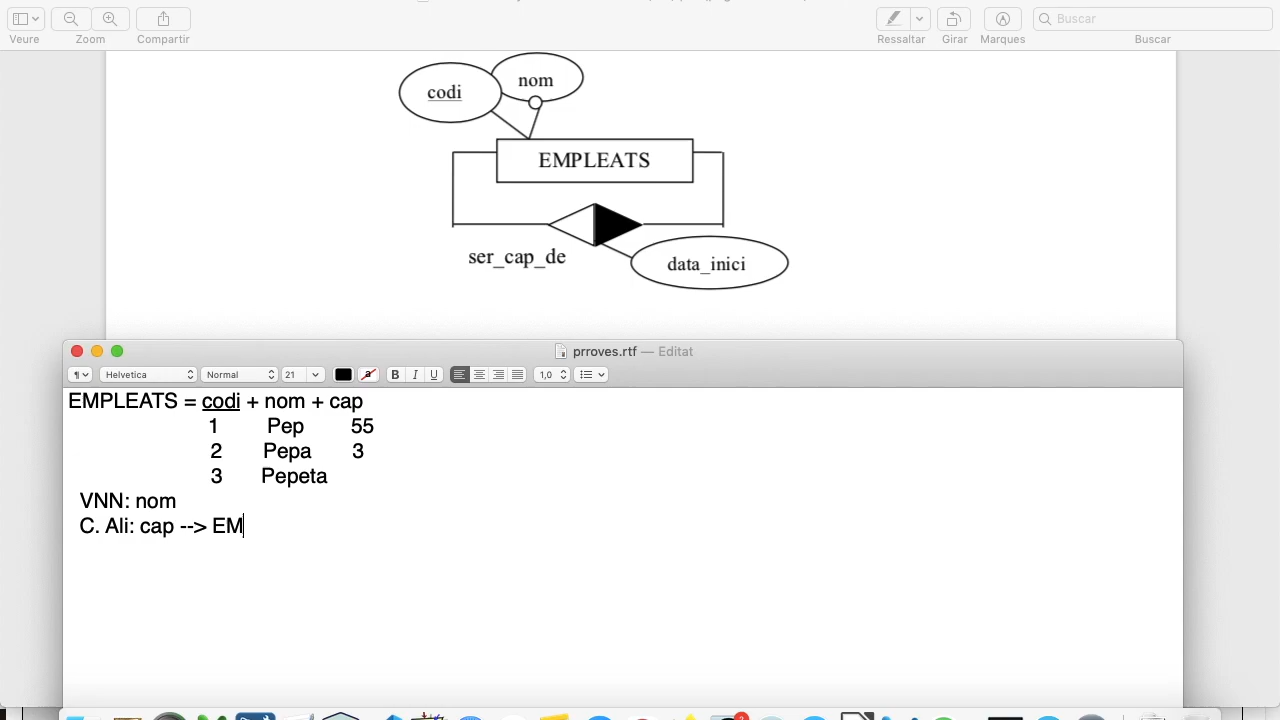 Veure
Zoom
Compartir
Ressaltar
Girar
Marques
Buscar
Buscar
codi
nom
EMPLEATS
ser_cap_de
data_inici
prroves.rtf — Editat
Helvetica
Normal
21
B I U
1,0
EMPLEATS = codi + nom + cap
1 Pep 55
2 Pepa 3
3 Pepeta
VNN: nom
C. Ali: cap --> EM